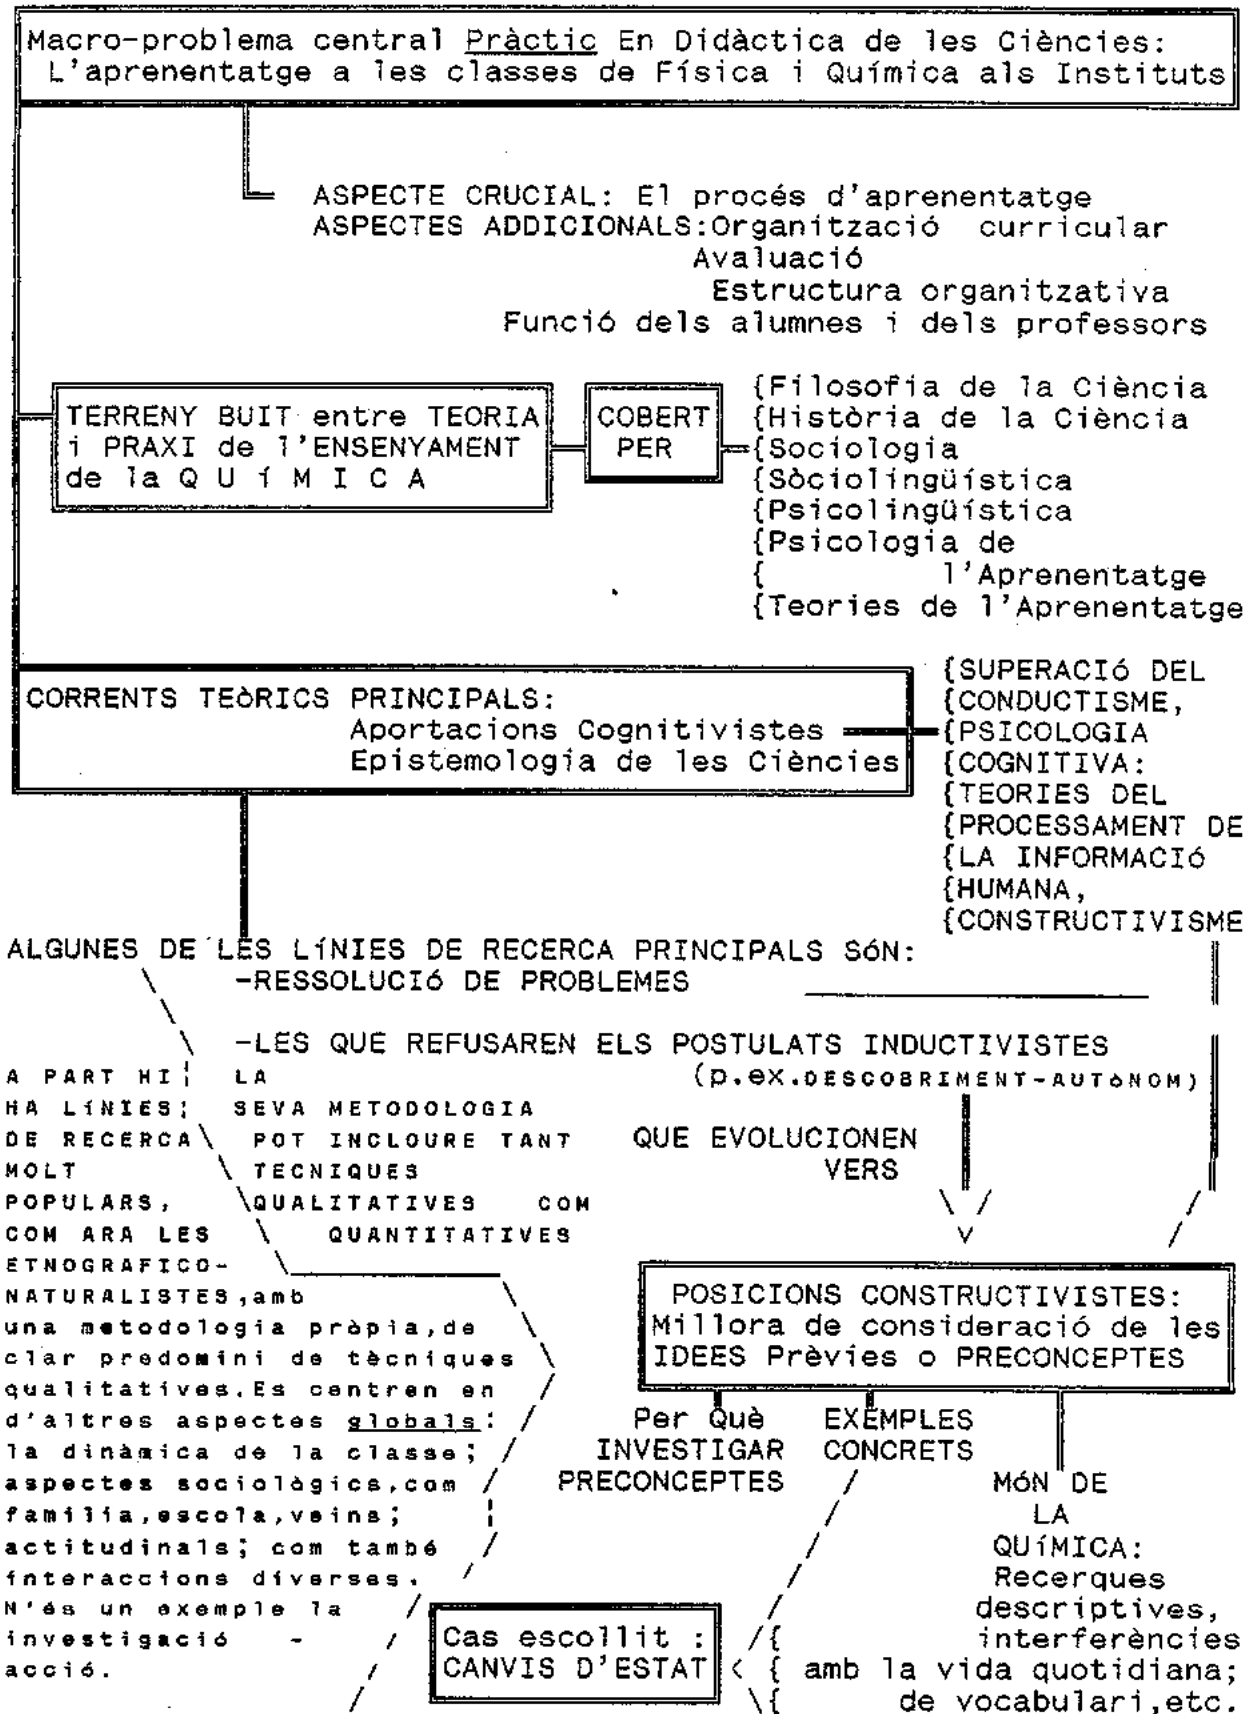 Macro-problema central Pràctic En Didàctica de les Ciències:
L'aprenentatge a les classes de Física i Química als Instituts
ASPECTE CRUCIAL: El procés d'aprenentatge
ASPECTES ADDICIONALS:Organització curricular
Avaluació
Estructura organitzativa
Funció dels alumnes i dels professors
TERRENY BUIT entre TEORIA
i PRAXI de l'ENSENYAMENT
de la Q U í M I C A
COBERT
PER
{Filosofia de la Ciència
{Història de la Ciència
{Sociologia
{Sòciolingüística
{Psicolingüística
{Psicologia de
{ l'Aprenentatge
{Teories de l'Aprenentatge
CORRENTS TEòRICS PRINCIPALS:
Aportacions Cognitivistes
Epistemologia de les Ciències
{SUPERACIó DEL
{CONDUCTISME,
{PSICOLOGIA
{COGNITIVA:
{TEORIES DEL
{PROCESSAMENT DE
{LA INFORMACIó
{HUMANA,
{CONSTRUCTIVISME
ALGUNES DE LES LíNIES DE RECERCA PRINCIPALS SóN:
-RESSOLUCIó DE PROBLEMES
-LES QUE REFUSAREN ELS POSTULATS INDUCTIVISTES
(p.ex.DESCOBRIMENT-AUTòNOM)
QUE EVOLUCIONEN
VERS
A PART HI
HA LíNIES
DE RECERCA
MOLT
POPULARS,
COM ARA LES
ETNOGRAFICO-
NATURALISTES,amb
una metodologia pròpia,de
clar predomini de tècniques
qualitatives.Es centren en
d'altres aspectes globals:
la dinàmica de la classe;
aspectes sociològics,com
família,escola,veins;
actitudinals; com també
interaccions diverses.
N'és un exemple la
investigació -
acció.
LA
SEVA METODOLOGIA
POT INCLOURE TANT
TECNIQUES
QUALITATIVES COM
QUANTITATIVES
POSICIONS CONSTRUCTIVISTES:
Millora de consideració de les
IDEES Prèvies o PRECONCEPTES
Per Què
INVESTIGAR
PRECONCEPTES
EXEMPLES
CONCRETS
MóN DE
LA
QUíMICA:
Recerques
descriptives,
{ interferències
{ amb la vida quotidiana;
{ de vocabulari,etc.
Cas escollit :
CANVIS D'ESTAT